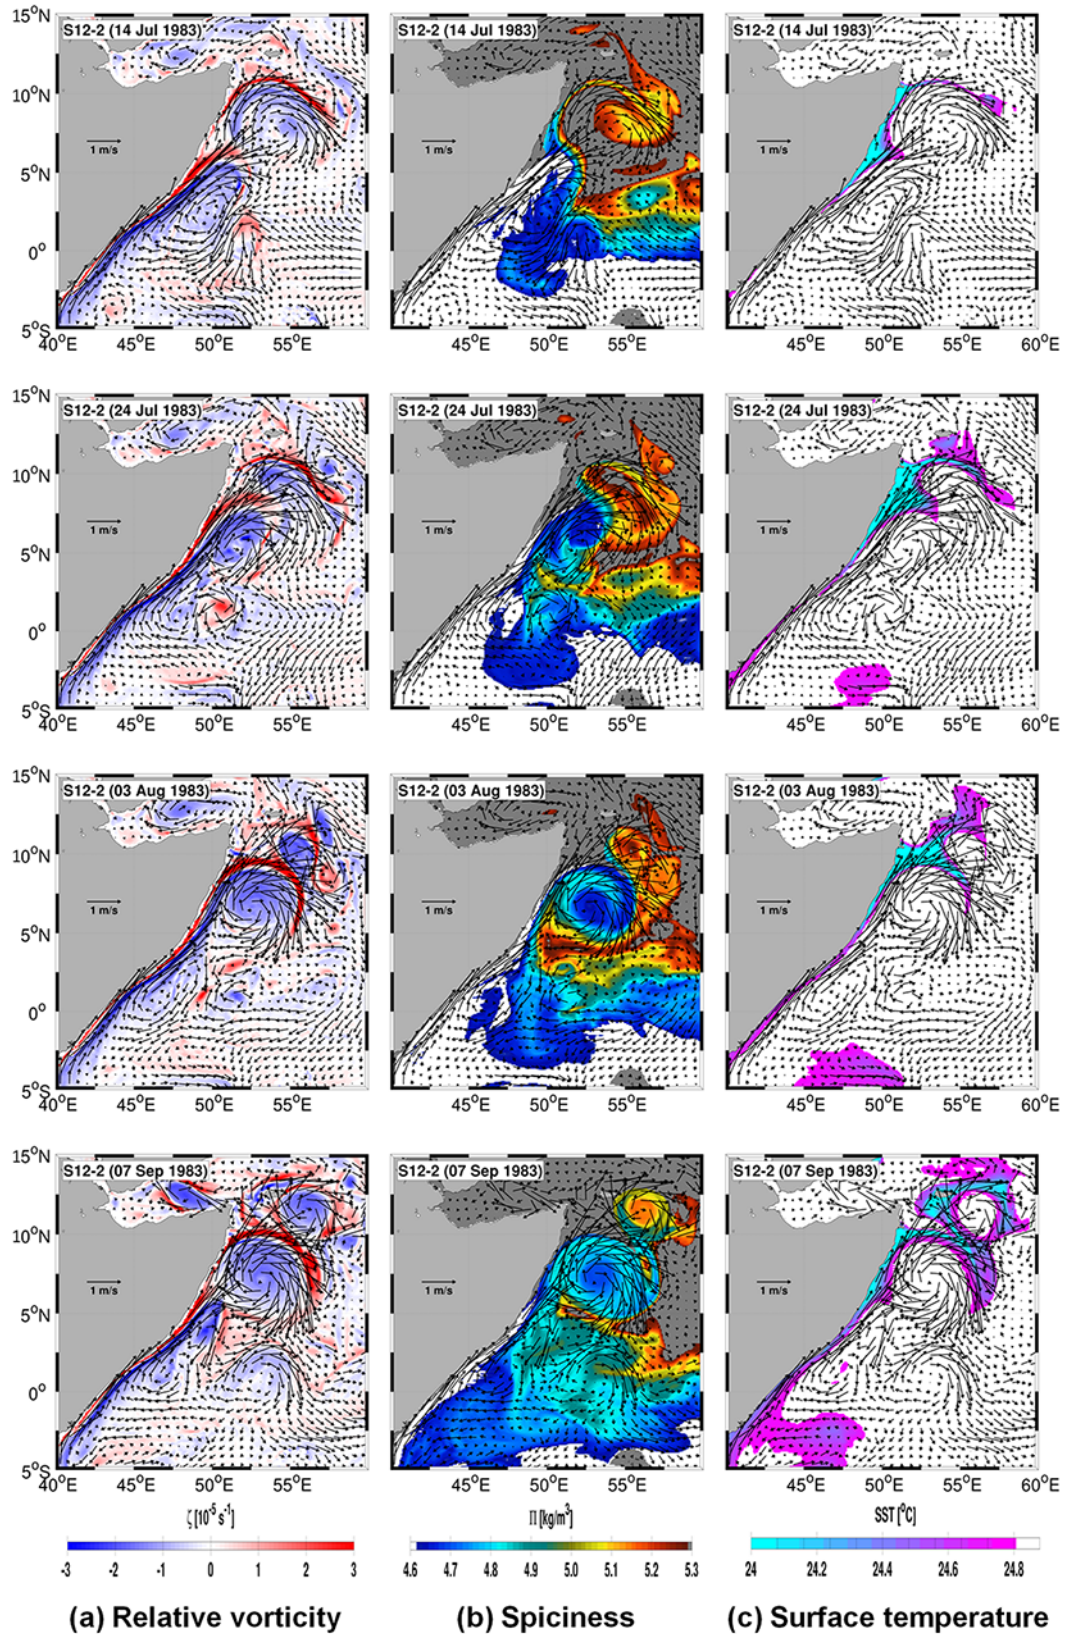 15°N
S12-2 (14 Jul 1983) S12-2 (14 Jul 1983) S12-2 (14 Jul 1983)
10°N
1 m/s 1 m/s 1 m/s
5°N
0°
5°S
40°E 45°E 50°E 55°E 45°E 50°E 55°E 45°E 50°E 55°E 60°E
15°N
S12-2 (24 Jul 1983) S12-2 (24 Jul 1983) S12-2 (24 Jul 1983)
10°N
1 m/s 1 m/s 1 m/s
5°N
0°
5°S
40°E 45°E 50°E 55°E 45°E 50°E 55°E 45°E 50°E 55°E 60°E
15°N
S12-2 (03 Aug 1983) S12-2 (03 Aug 1983) S12-2 (03 Aug 1983)
10°N
1 m/s 1 m/s 1 m/s
5°N
0°
5°S
40°E 45°E 50°E 55°E 45°E 50°E 55°E 45°E 50°E 55°E 60°E
15°N
S12-2 (07 Sep 1983) S12-2 (07 Sep 1983) S12-2 (07 Sep 1983)
10°N
1 m/s 1 m/s 1 m/s
5°N
0°
5°S
40°E 45°E 50°E 55°E 45°E 50°E 55°E 45°E 50°E 55°E 60°E
ζ [10⁻⁵ s⁻¹] Π [kg/m³] SST [°C]
-3 -2 -1 0 1 2 3 4.6 4.7 4.8 4.9 5.0 5.1 5.2 5.3 24 24.2 24.4 24.6 24.8
(a) Relative vorticity (b) Spiciness (c) Surface temperature